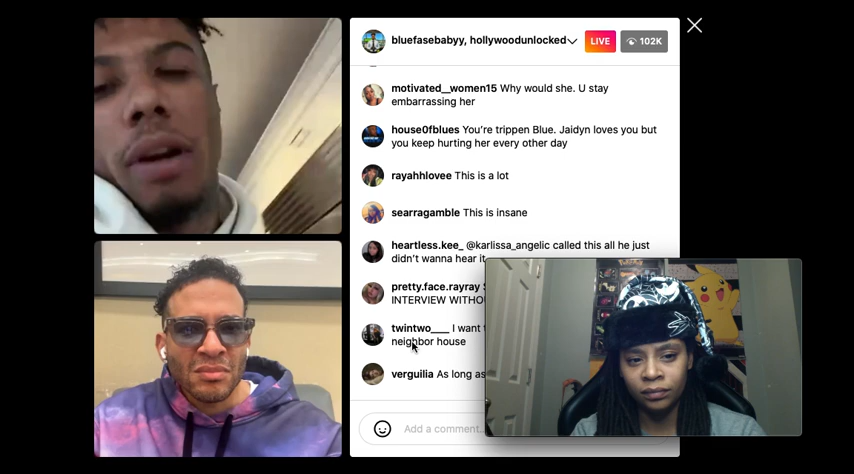 bluefasebabyy, hollywoodunlocked
LIVE
102K
motivated__women15 Why would she. U stay
embarrassing her
house0fblues You're trippen Blue. Jaidyn loves you but
you keep hurting her every other day
rayahhlovee This is a lot
searragamble This is insane
heartless.kee_ @karlissa_angelic called this all he just
didn't wanna hear it
pretty.face.rayray
INTERVIEW
twintwo____ I want
neighbor house
verguilia As long as
Add a comment...